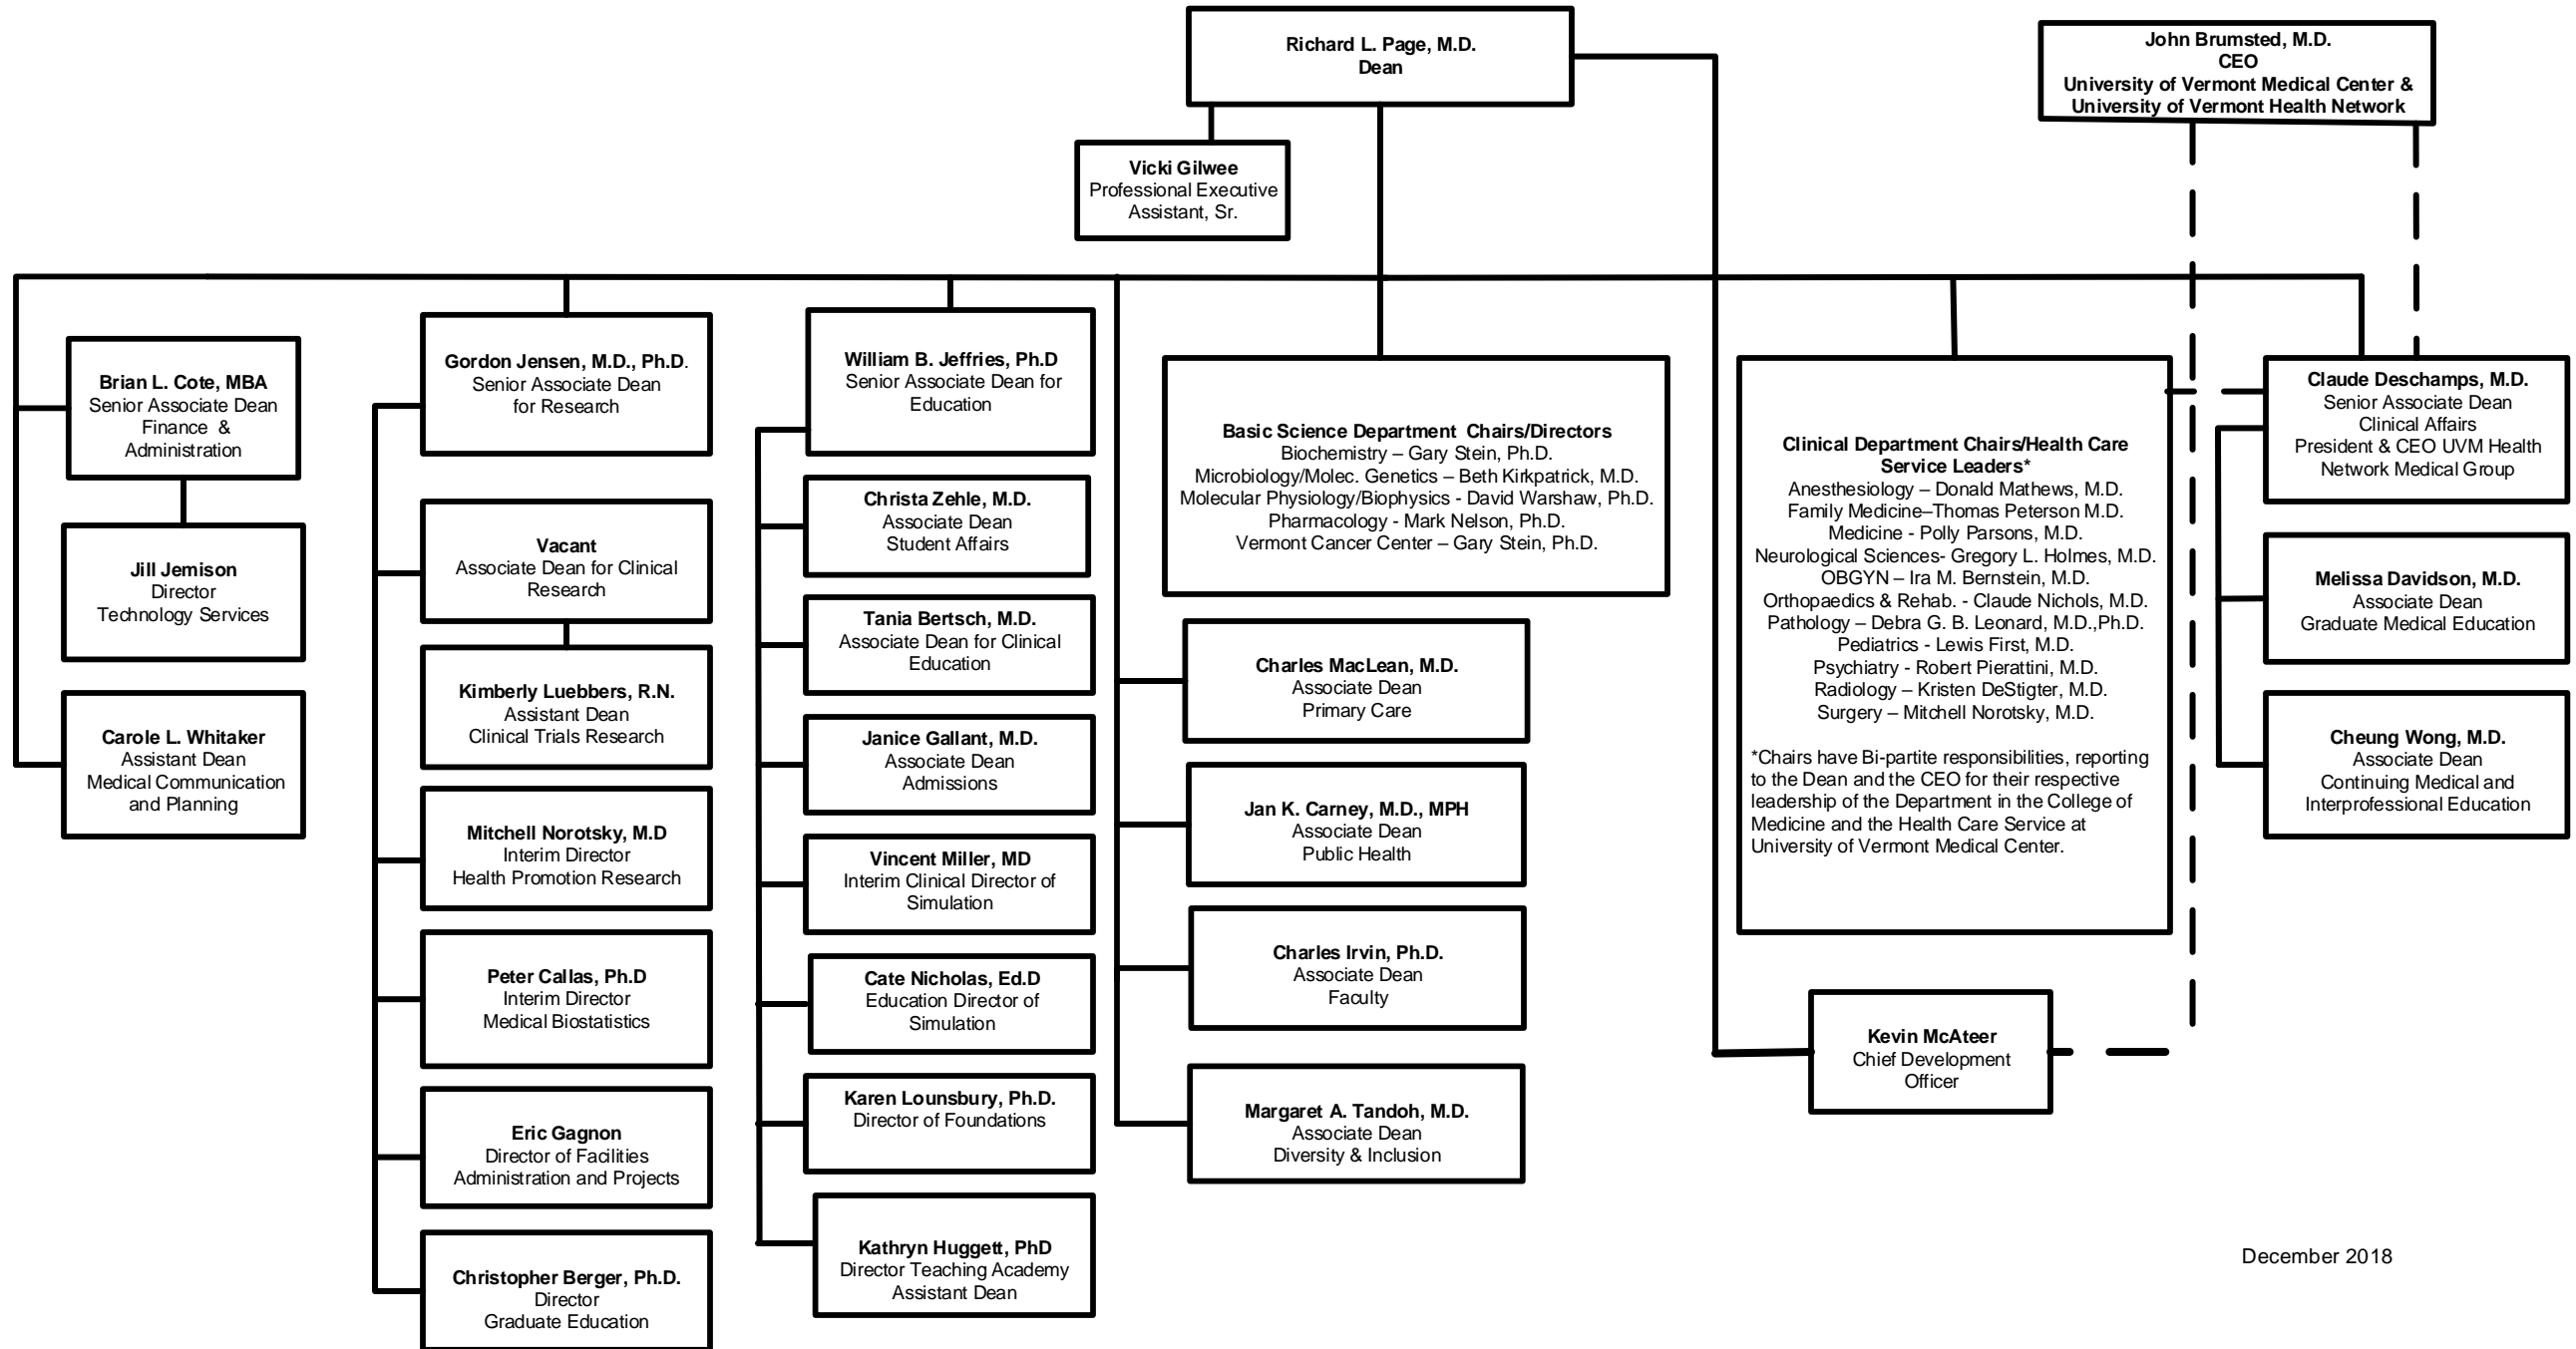 Richard L. Page, M.D.
Dean
John Brumsted, M.D.
CEO
University of Vermont Medical Center &
University of Vermont Health Network
Vicki Gilwee
Professional Executive
Assistant, Sr.
Brian L. Cote, MBA
Senior Associate Dean
Finance &
Administration
Jill Jemison
Director
Technology Services
Carole L. Whitaker
Assistant Dean
Medical Communication
and Planning
Gordon Jensen, M.D., Ph.D.
Senior Associate Dean
for Research
Vacant
Associate Dean for Clinical
Research
Kimberly Luebbers, R.N.
Assistant Dean
Clinical Trials Research
Mitchell Norotsky, M.D
Interim Director
Health Promotion Research
Peter Callas, Ph.D
Interim Director
Medical Biostatistics
Eric Gagnon
Director of Facilities
Administration and Projects
Christopher Berger, Ph.D.
Director
Graduate Education
William B. Jeffries, Ph.D
Senior Associate Dean for
Education
Christa Zehle, M.D.
Associate Dean
Student Affairs
Tania Bertsch, M.D.
Associate Dean for Clinical
Education
Janice Gallant, M.D.
Associate Dean
Admissions
Vincent Miller, MD
Interim Clinical Director of
Simulation
Cate Nicholas, Ed.D
Education Director of
Simulation
Karen Lounsbury, Ph.D.
Director of Foundations
Kathryn Huggett, PhD
Director Teaching Academy
Assistant Dean
Basic Science Department Chairs/Directors
Biochemistry – Gary Stein, Ph.D.
Microbiology/Molec. Genetics – Beth Kirkpatrick, M.D.
Molecular Physiology/Biophysics - David Warshaw, Ph.D.
Pharmacology - Mark Nelson, Ph.D.
Vermont Cancer Center – Gary Stein, Ph.D.
Charles MacLean, M.D.
Associate Dean
Primary Care
Jan K. Carney, M.D., MPH
Associate Dean
Public Health
Charles Irvin, Ph.D.
Associate Dean
Faculty
Margaret A. Tandoh, M.D.
Associate Dean
Diversity & Inclusion
Clinical Department Chairs/Health Care
Service Leaders*
Anesthesiology – Donald Mathews, M.D.
Family Medicine–Thomas Peterson M.D.
Medicine - Polly Parsons, M.D.
Neurological Sciences- Gregory L. Holmes, M.D.
OBGYN – Ira M. Bernstein, M.D.
Orthopaedics & Rehab. - Claude Nichols, M.D.
Pathology – Debra G. B. Leonard, M.D.,Ph.D.
Pediatrics - Lewis First, M.D.
Psychiatry - Robert Pierattini, M.D.
Radiology – Kristen DeStigter, M.D.
Surgery – Mitchell Norotsky, M.D.
*Chairs have Bi-partite responsibilities, reporting
to the Dean and the CEO for their respective
leadership of the Department in the College of
Medicine and the Health Care Service at
University of Vermont Medical Center.
Kevin McAteer
Chief Development
Officer
Claude Deschamps, M.D.
Senior Associate Dean
Clinical Affairs
President & CEO UVM Health
Network Medical Group
Melissa Davidson, M.D.
Associate Dean
Graduate Medical Education
Cheung Wong, M.D.
Associate Dean
Continuing Medical and
Interprofessional Education
December 2018